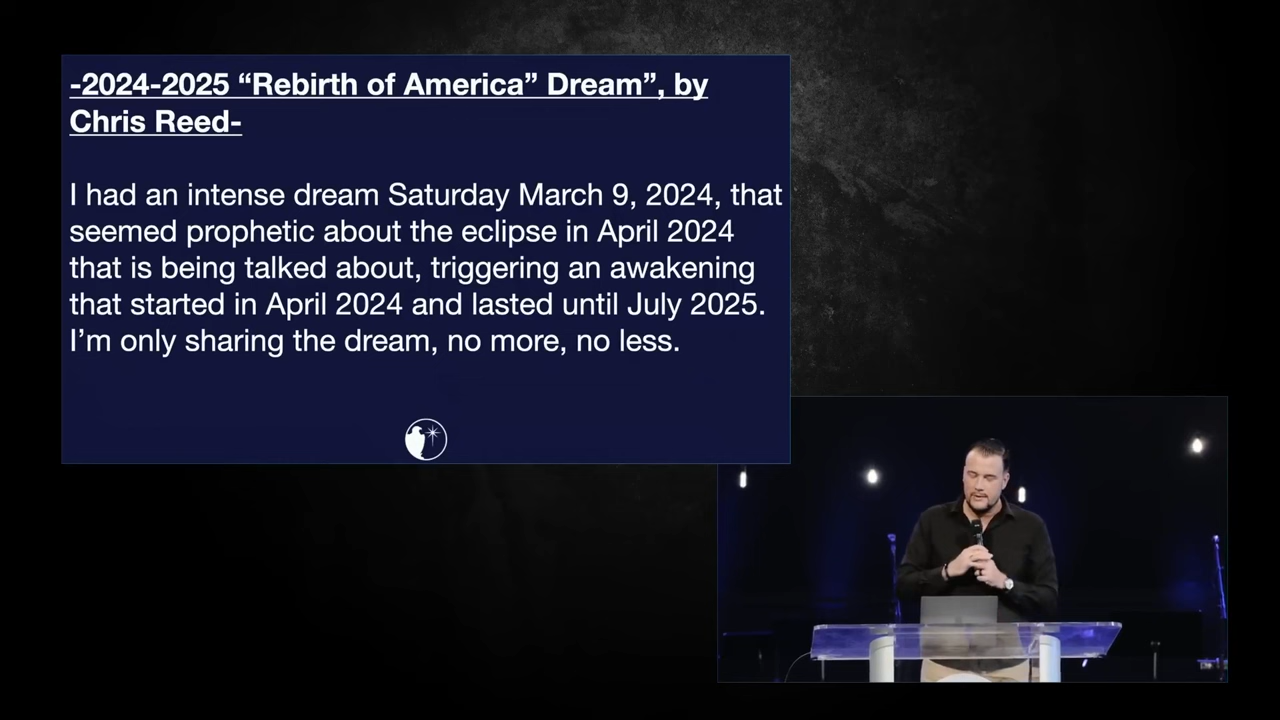 -2024-2025 “Rebirth of America” Dream”, by
Chris Reed-
I had an intense dream Saturday March 9, 2024, that
seemed prophetic about the eclipse in April 2024
that is being talked about, triggering an awakening
that started in April 2024 and lasted until July 2025.
I’m only sharing the dream, no more, no less.